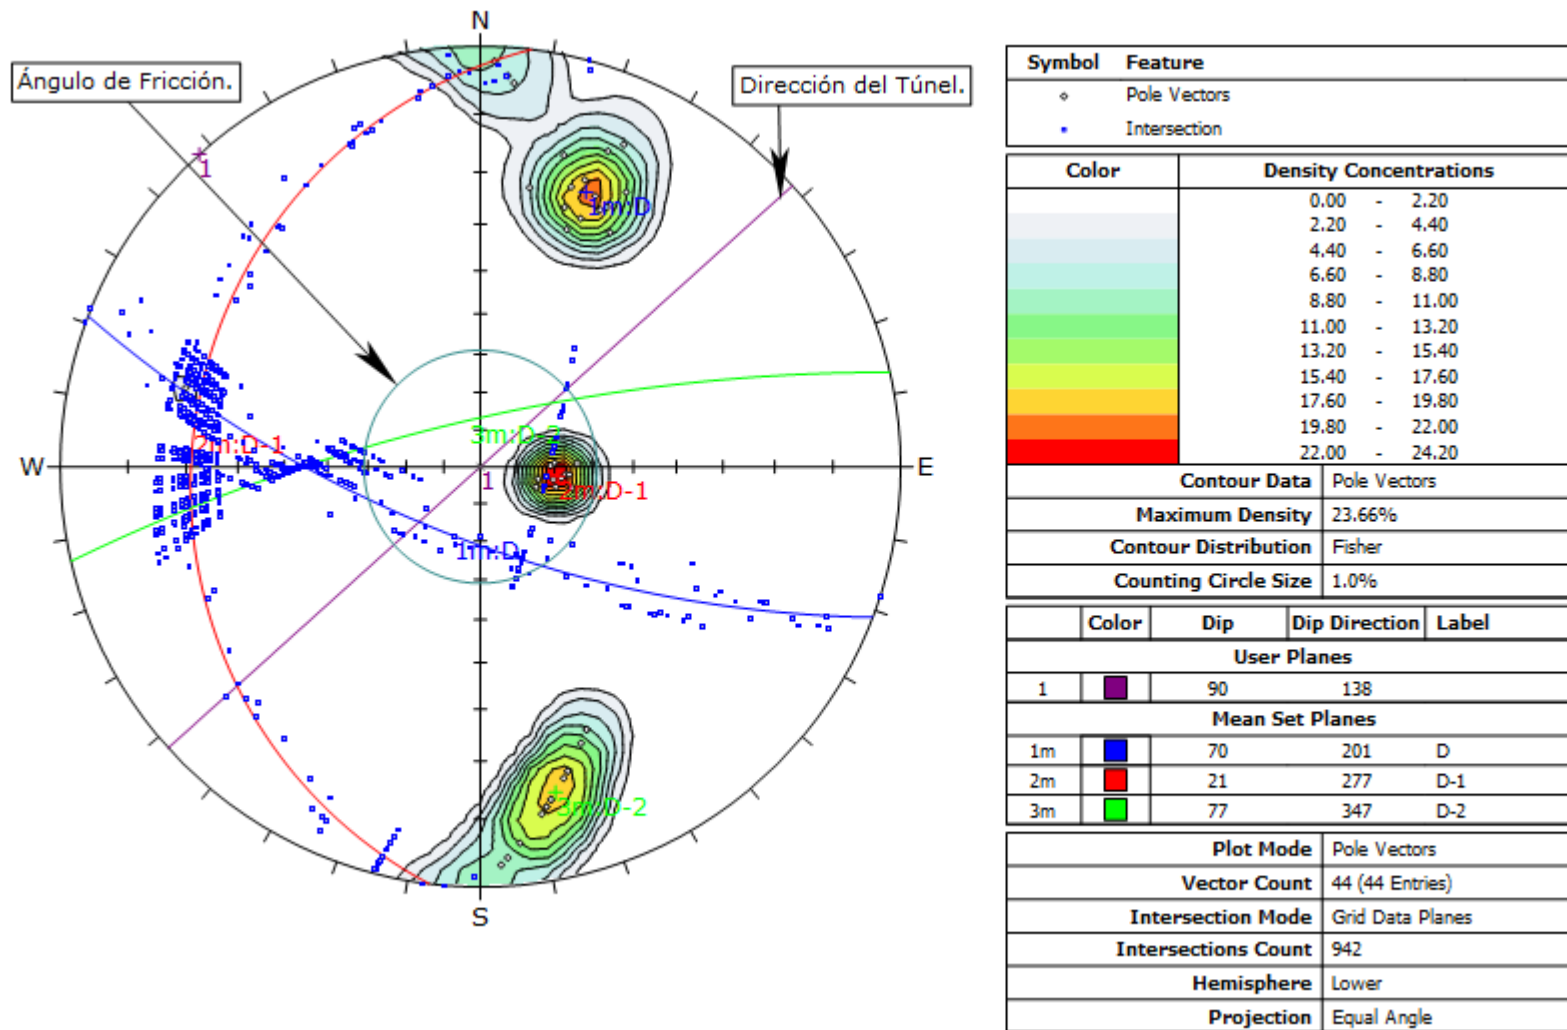 N
Ángulo de Fricción.
Dirección del Túnel.
1
1m:D
2m:D-1
3m:D-2
W
E
1
2m:D-1
1m:D
3m:D-2
S
Symbol Feature
Pole Vectors
Intersection
Color Density Concentrations
0.00 - 2.20
2.20 - 4.40
4.40 - 6.60
6.60 - 8.80
8.80 - 11.00
11.00 - 13.20
13.20 - 15.40
15.40 - 17.60
17.60 - 19.80
19.80 - 22.00
22.00 - 24.20
Contour Data Pole Vectors
Maximum Density 23.66%
Contour Distribution Fisher
Counting Circle Size 1.0%
Color Dip Dip Direction Label
User Planes
1 90 138
Mean Set Planes
1m 70 201 D
2m 21 277 D-1
3m 77 347 D-2
Plot Mode Pole Vectors
Vector Count 44 (44 Entries)
Intersection Mode Grid Data Planes
Intersections Count 942
Hemisphere Lower
Projection Equal Angle